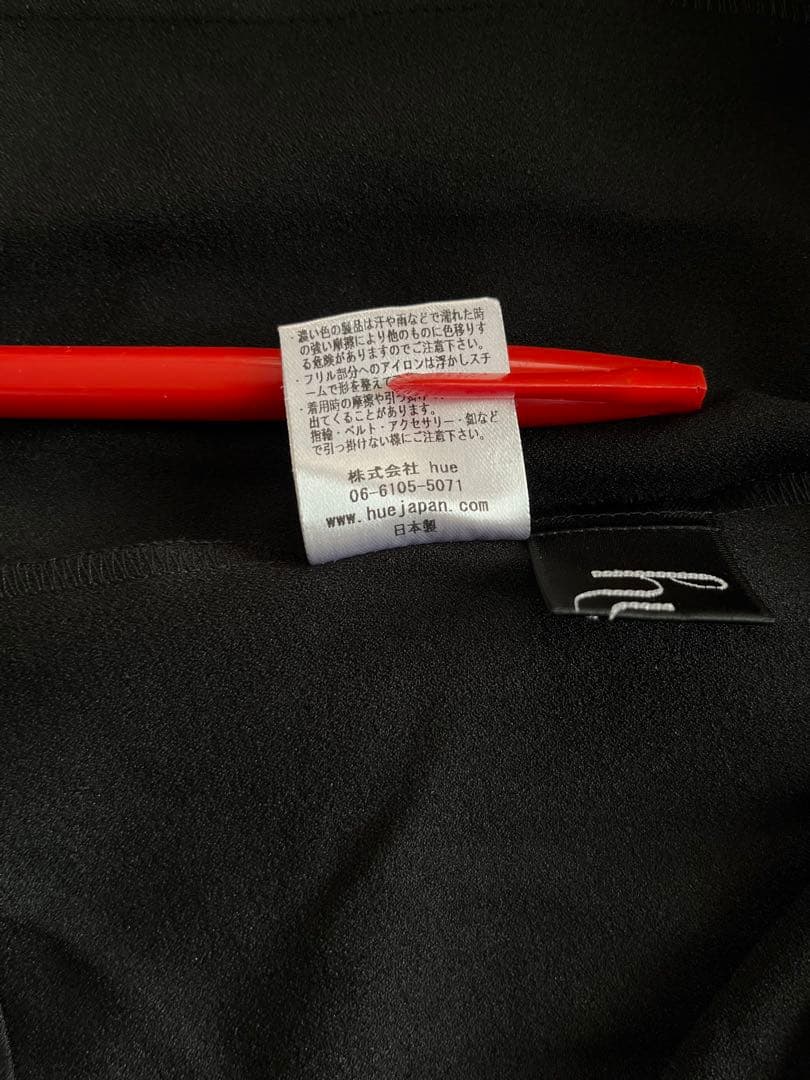 ・濃い色の製品は汗や雨などで濡れた時
の強い摩擦により他のものに色移りす
る危険がありますのでご注意下さい。
・フリル部分へのアイロンは浮かしスチ
ームで形を整えて
・着用時の摩擦や引っ掛け
出てくることがあります。
指輪・ベルト・アクセサリー・釦など
で引っ掛けない様にご注意下さい。
株式会社 hue
06-6105-5071
www.huejapan.com
日本製